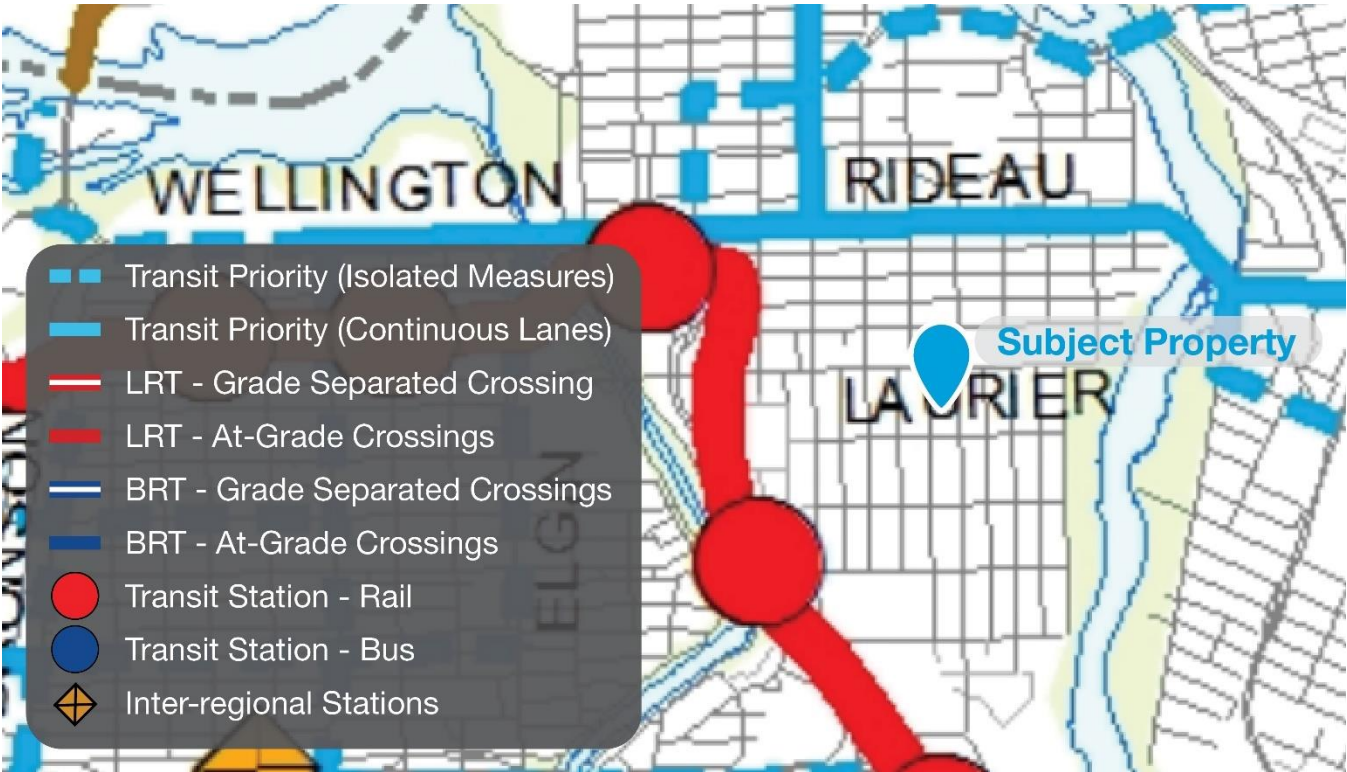 WELLINGTON
RIDEAU
Transit Priority (Isolated Measures)
Transit Priority (Continuous Lanes)
Subject Property
LRT - Grade Separated Crossing
LAURIER
LRT - At-Grade Crossings
BRT - Grade Separated Crossings
BRT - At-Grade Crossings
ELGIN
Transit Station - Rail
Transit Station - Bus
Inter-regional Stations